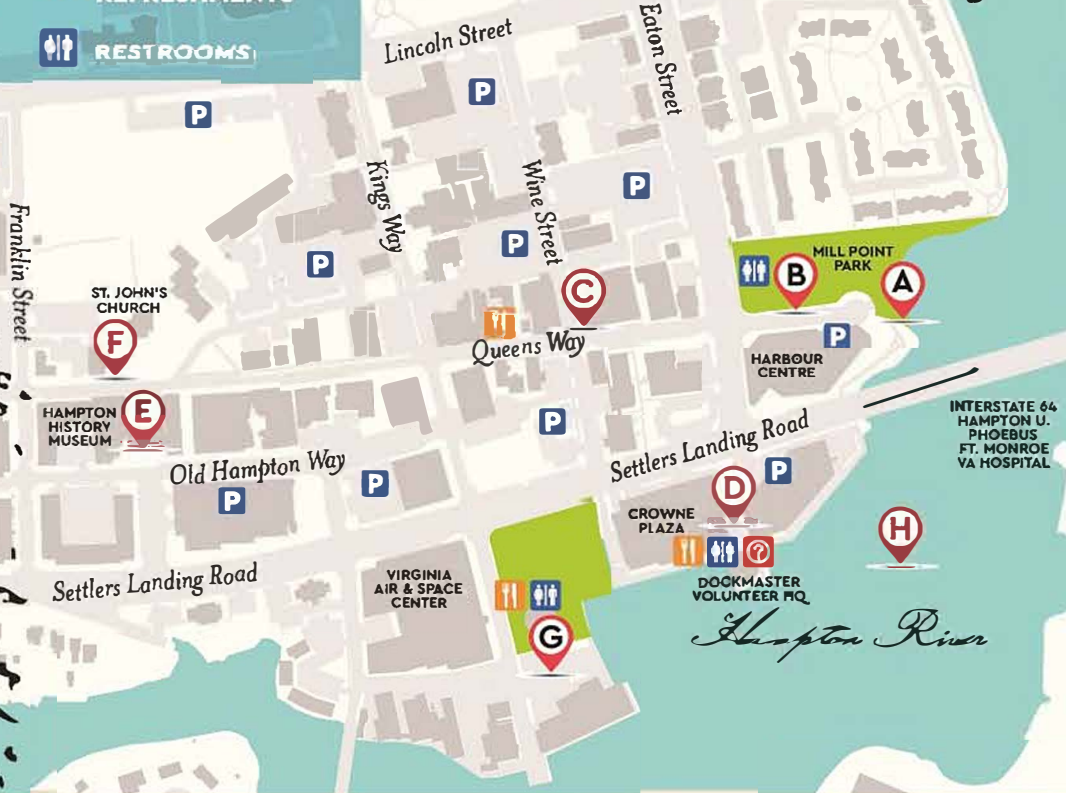 REFRESHMENTS
RESTROOMS
Lincoln Street
Eaton Street
P
P
Kings Way
Wine Street
P
Franklin Street
P
P
MILL POINT
PARK
B
A
C
ST. JOHN'S
CHURCH
F
Queens Way
P
HARBOUR
CENTRE
HAMPTON
HISTORY
MUSEUM
E
P
INTERSTATE 64
HAMPTON U.
PHOEBUS
FT. MONROE
VA HOSPITAL
Old Hampton Way
Settlers Landing Road
P
P
P
D
CROWNE
PLAZA
H
?
Settlers Landing Road
VIRGINIA
AIR & SPACE
CENTER
DOCKMASTER
VOLUNTEER HQ
G
Hampton River